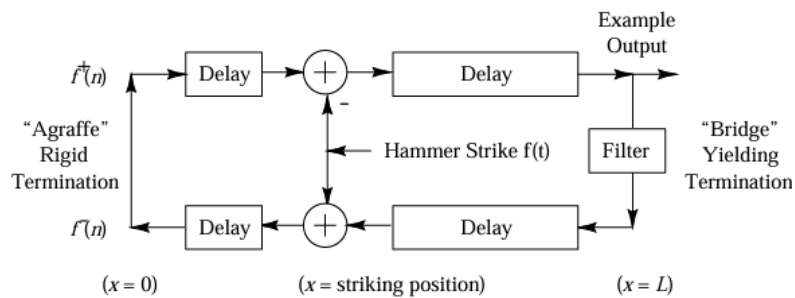 Example
Output
f⁺(n)
Delay
+
Delay
-
"Agraffe"
Rigid
Termination
Hammer Strike f(t)
Filter
"Bridge"
Yielding
Termination
f⁻(n)
Delay
+
Delay
(x = 0)
(x = striking position)
(x = L)